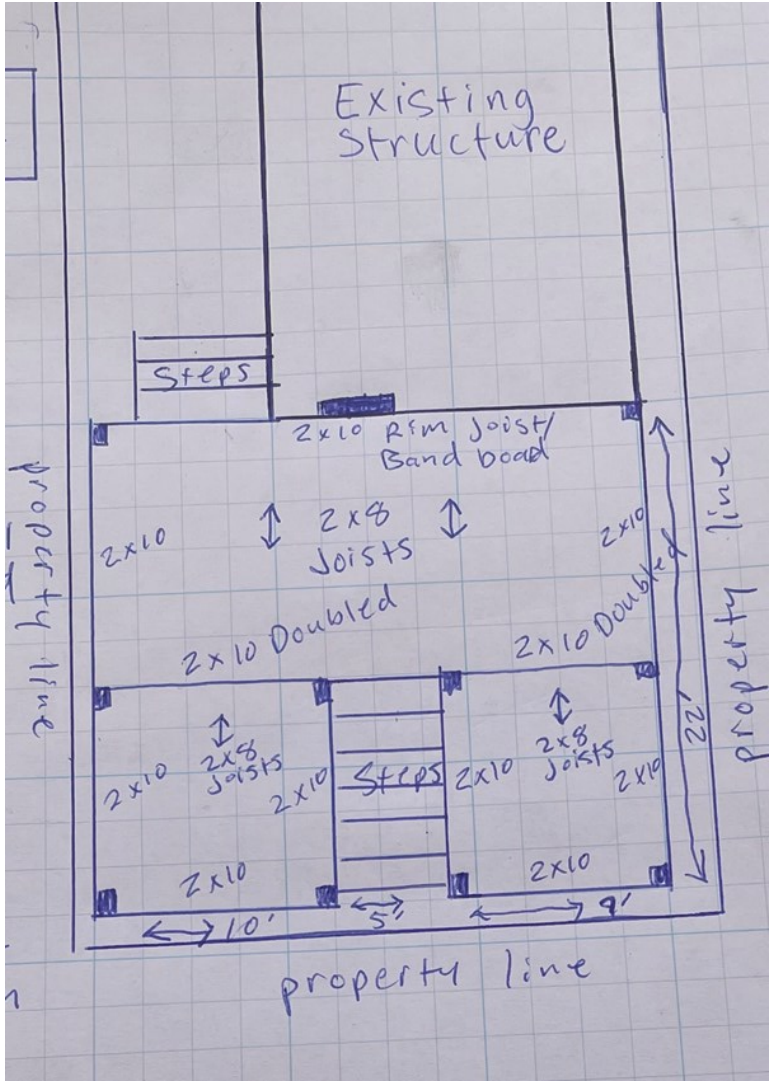 Existing
Structure
Steps
2x10 Rim Joist/
Band boad
property line
2x10
2x8
Joists
2x10
property line
2x10 Doubled
2x10 Doubled
22'
2x10
2x8
Joists
2x10
Steps
2x10
2x8
Joists
2x10
2x10
2x10
10'
5'
9'
property line